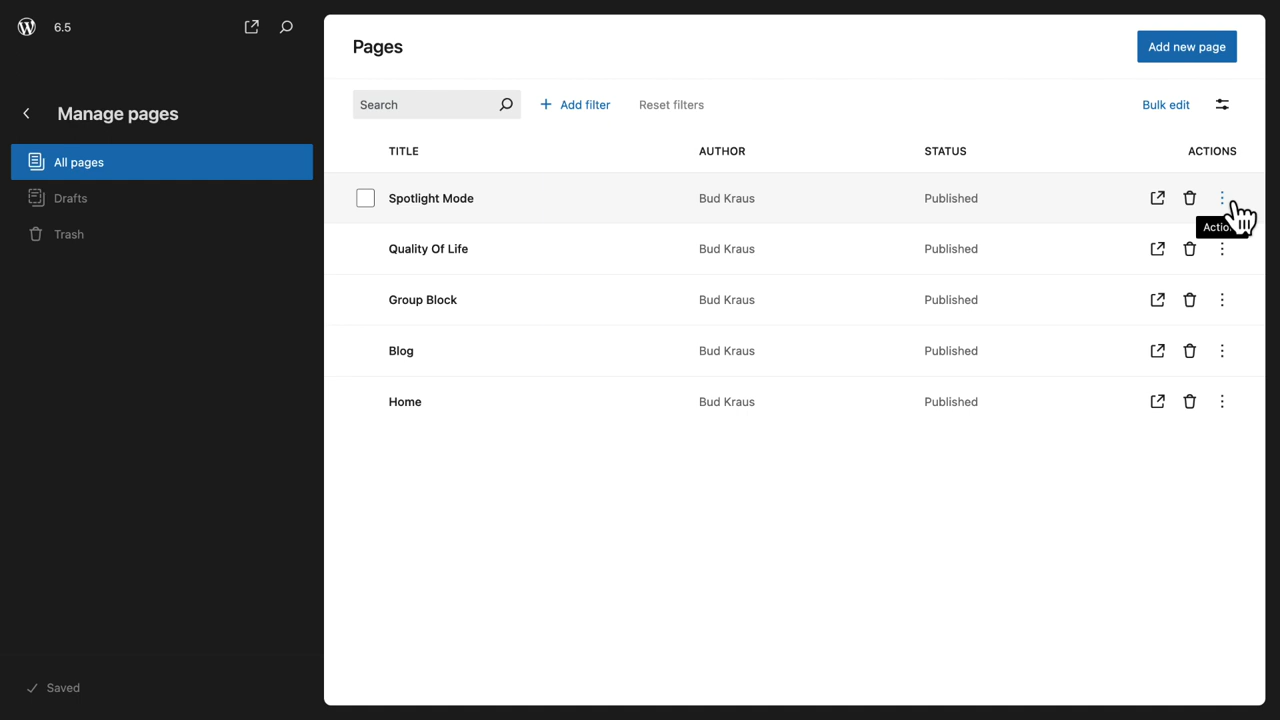 6.5
Manage pages
All pages
Drafts
Trash
Saved
Pages
Add new page
Search
Add filter
Reset filters
Bulk edit
TITLE AUTHOR STATUS ACTIONS
Spotlight Mode Bud Kraus Published
Quality Of Life Bud Kraus Published
Group Block Bud Kraus Published
Blog Bud Kraus Published
Home Bud Kraus Published